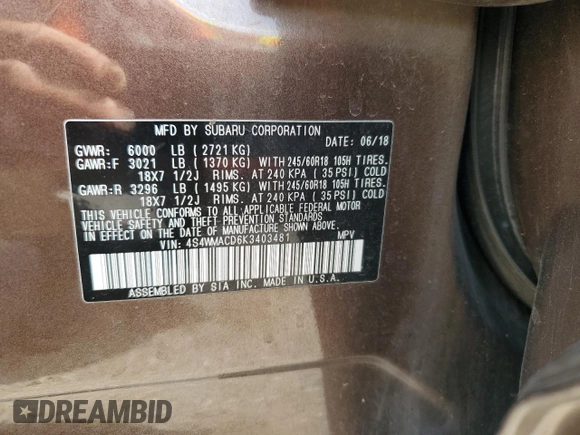 MFD BY SUBARU CORPORATION
DATE: 06/18
GVWR: 6000 LB (2721 KG)
GAWR:F 3021 LB (1370 KG) WITH 245/60R18 105H TIRES.
18X7 1/2J RIMS. AT 240 KPA (35 PSI) COLD
GAWR:R 3296 LB (1495 KG) WITH 245/60R18 105H TIRES.
18X7 1/2J RIMS. AT 240 KPA (35 PSI) COLD
THIS VEHICLE CONFORMS TO ALL APPLICABLE FEDERAL MOTOR
VEHICLE SAFETY AND THEFT PREVENTION STANDARDS
IN EFFECT ON THE DATE OF MANUFACTURE SHOWN ABOVE.
VIN: 4S4WMACD6K3403481 MPV
ASSEMBLED BY SIA INC. MADE IN U.S.A.
DREAMBID